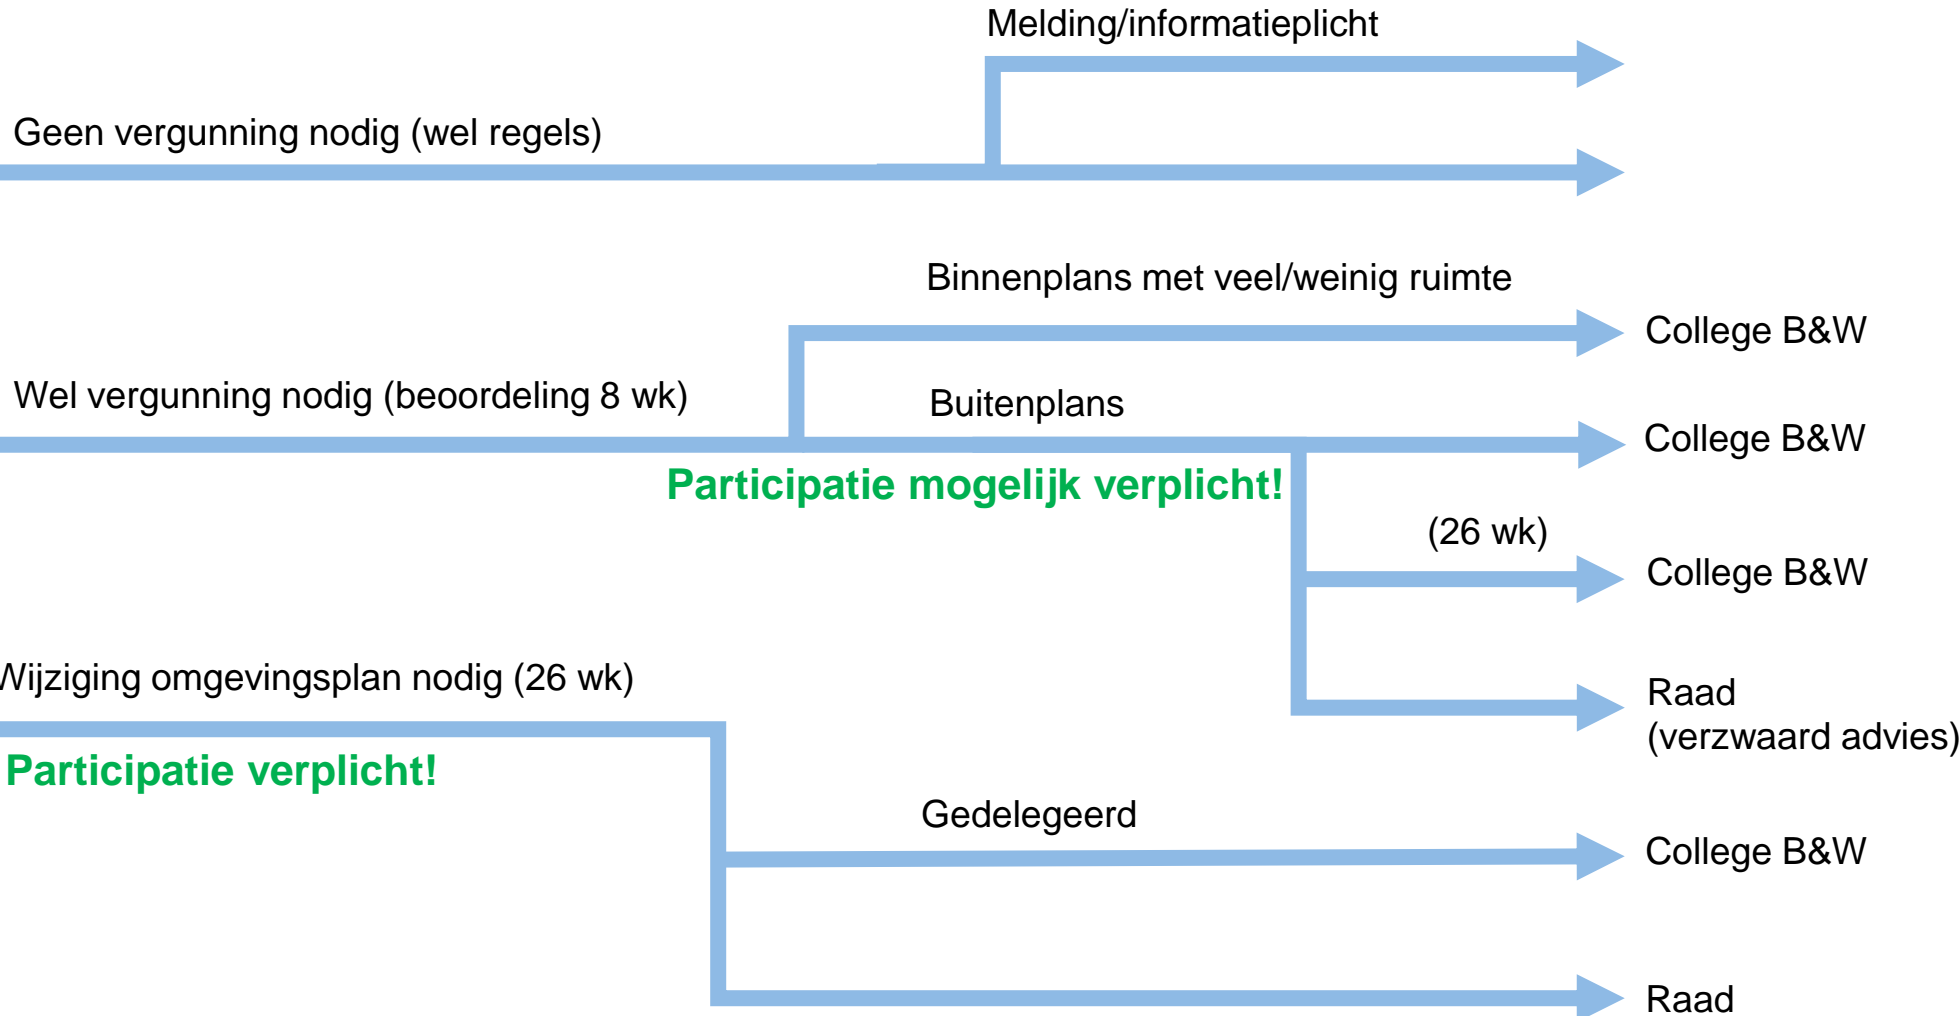 Melding/informatieplicht
Geen vergunning nodig (wel regels)
Binnenplans met veel/weinig ruimte
College B&W
Wel vergunning nodig (beoordeling 8 wk)
Buitenplans
College B&W
Participatie mogelijk verplicht!
(26 wk)
College B&W
Wijziging omgevingsplan nodig (26 wk)
Raad
(verzwaard advies)
Participatie verplicht!
Gedelegeerd
College B&W
Raad